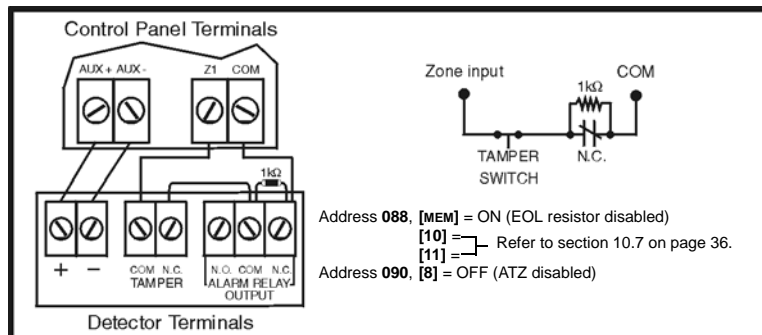 Control Panel Terminals
AUX + AUX -
Z1 COM
1kΩ
+ −
COM N.C.
TAMPER
N.O. COM N.C.
ALARM RELAY
OUTPUT
Detector Terminals
Zone input
COM
1kΩ
TAMPER
SWITCH
N.C.
Address 088, [MEM] = ON (EOL resistor disabled)
[10] =
[11] =
Refer to section 10.7 on page 36.
Address 090, [8] = OFF (ATZ disabled)